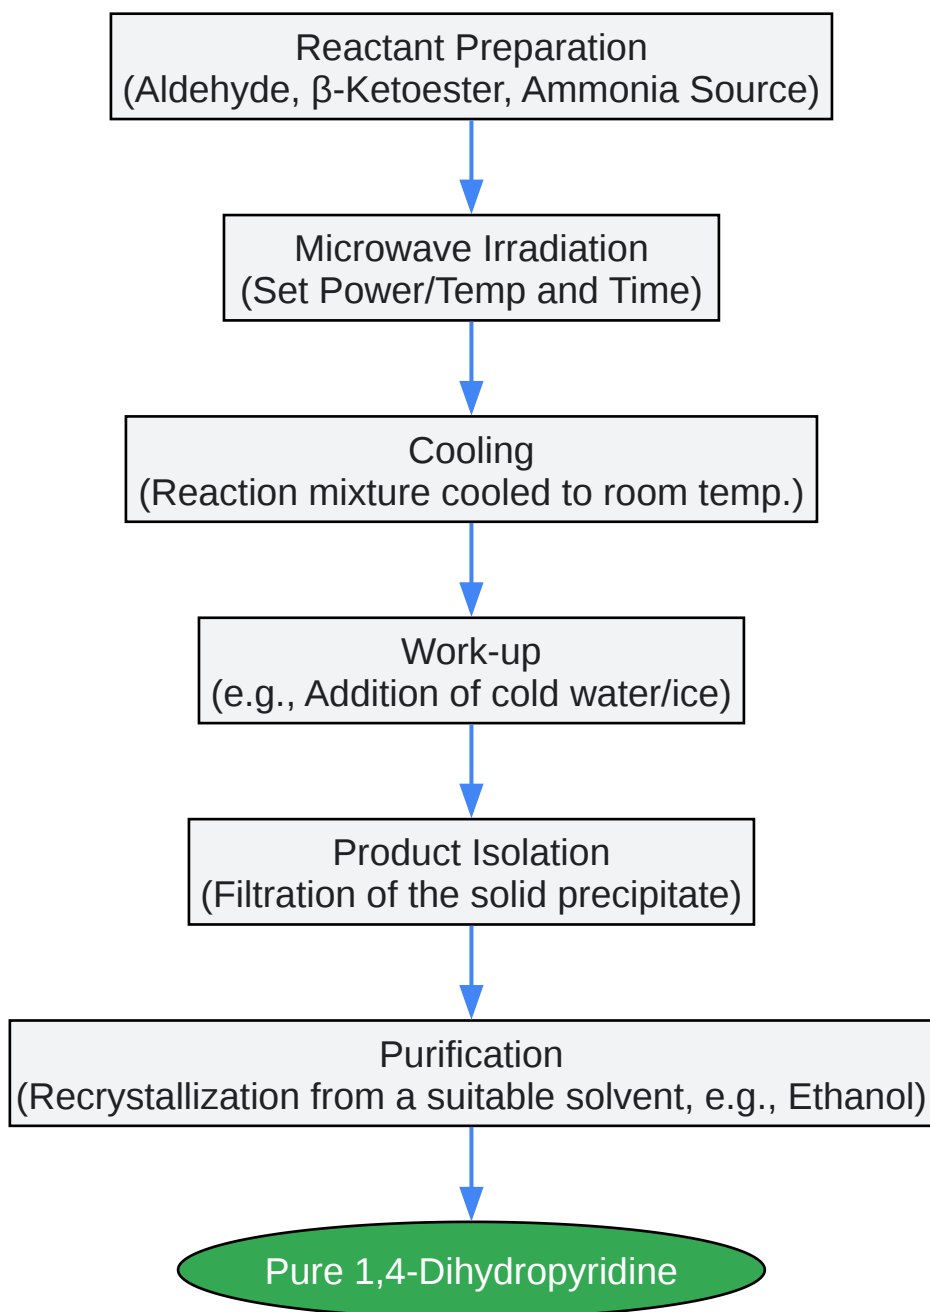 Reactant Preparation
(Aldehyde, β-Ketoester, Ammonia Source)
Microwave Irradiation
(Set Power/Temp and Time)
Cooling
(Reaction mixture cooled to room temp.)
Work-up
(e.g., Addition of cold water/ice)
Product Isolation
(Filtration of the solid precipitate)
Purification
(Recrystallization from a suitable solvent, e.g., Ethanol)
Pure 1,4-Dihydropyridine